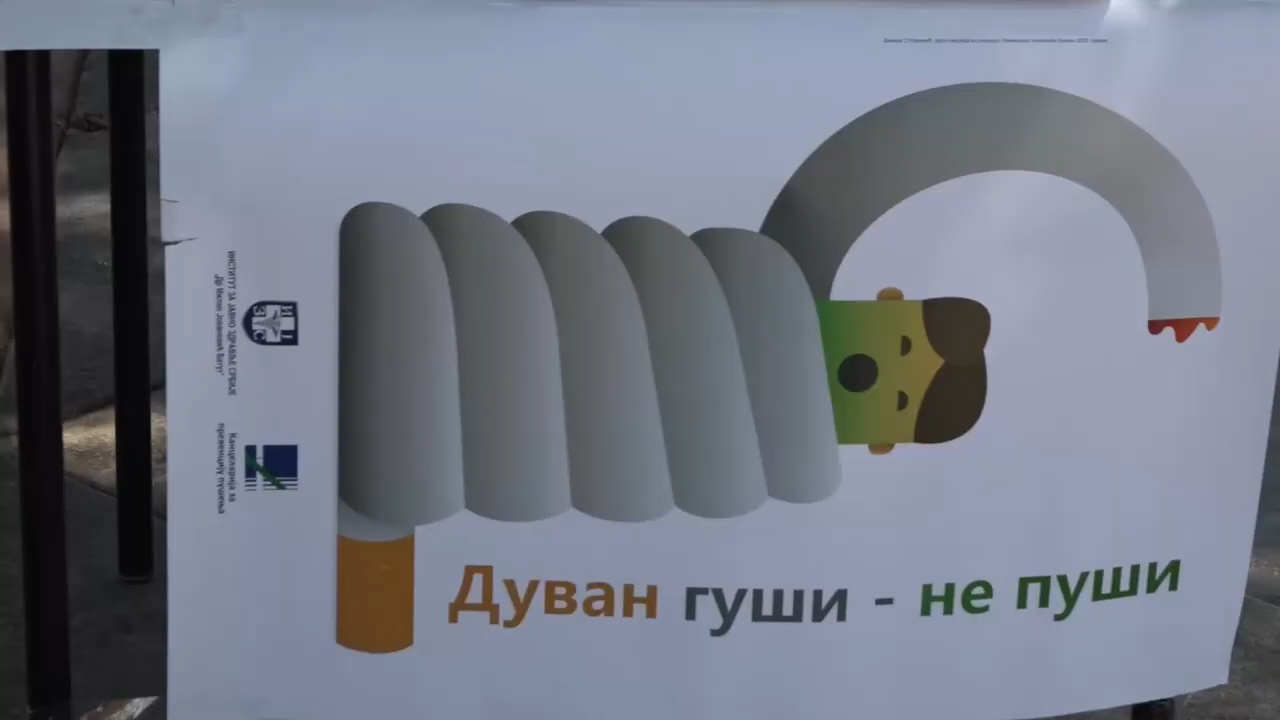 Дуван гуши - не пуши
ИНСТИТУТ ЗА ЈАВНО ЗДРАВЉЕ СРБИЈЕ
"Др Милан Јовановић Батут"
Канцеларија за
превенцију пушења